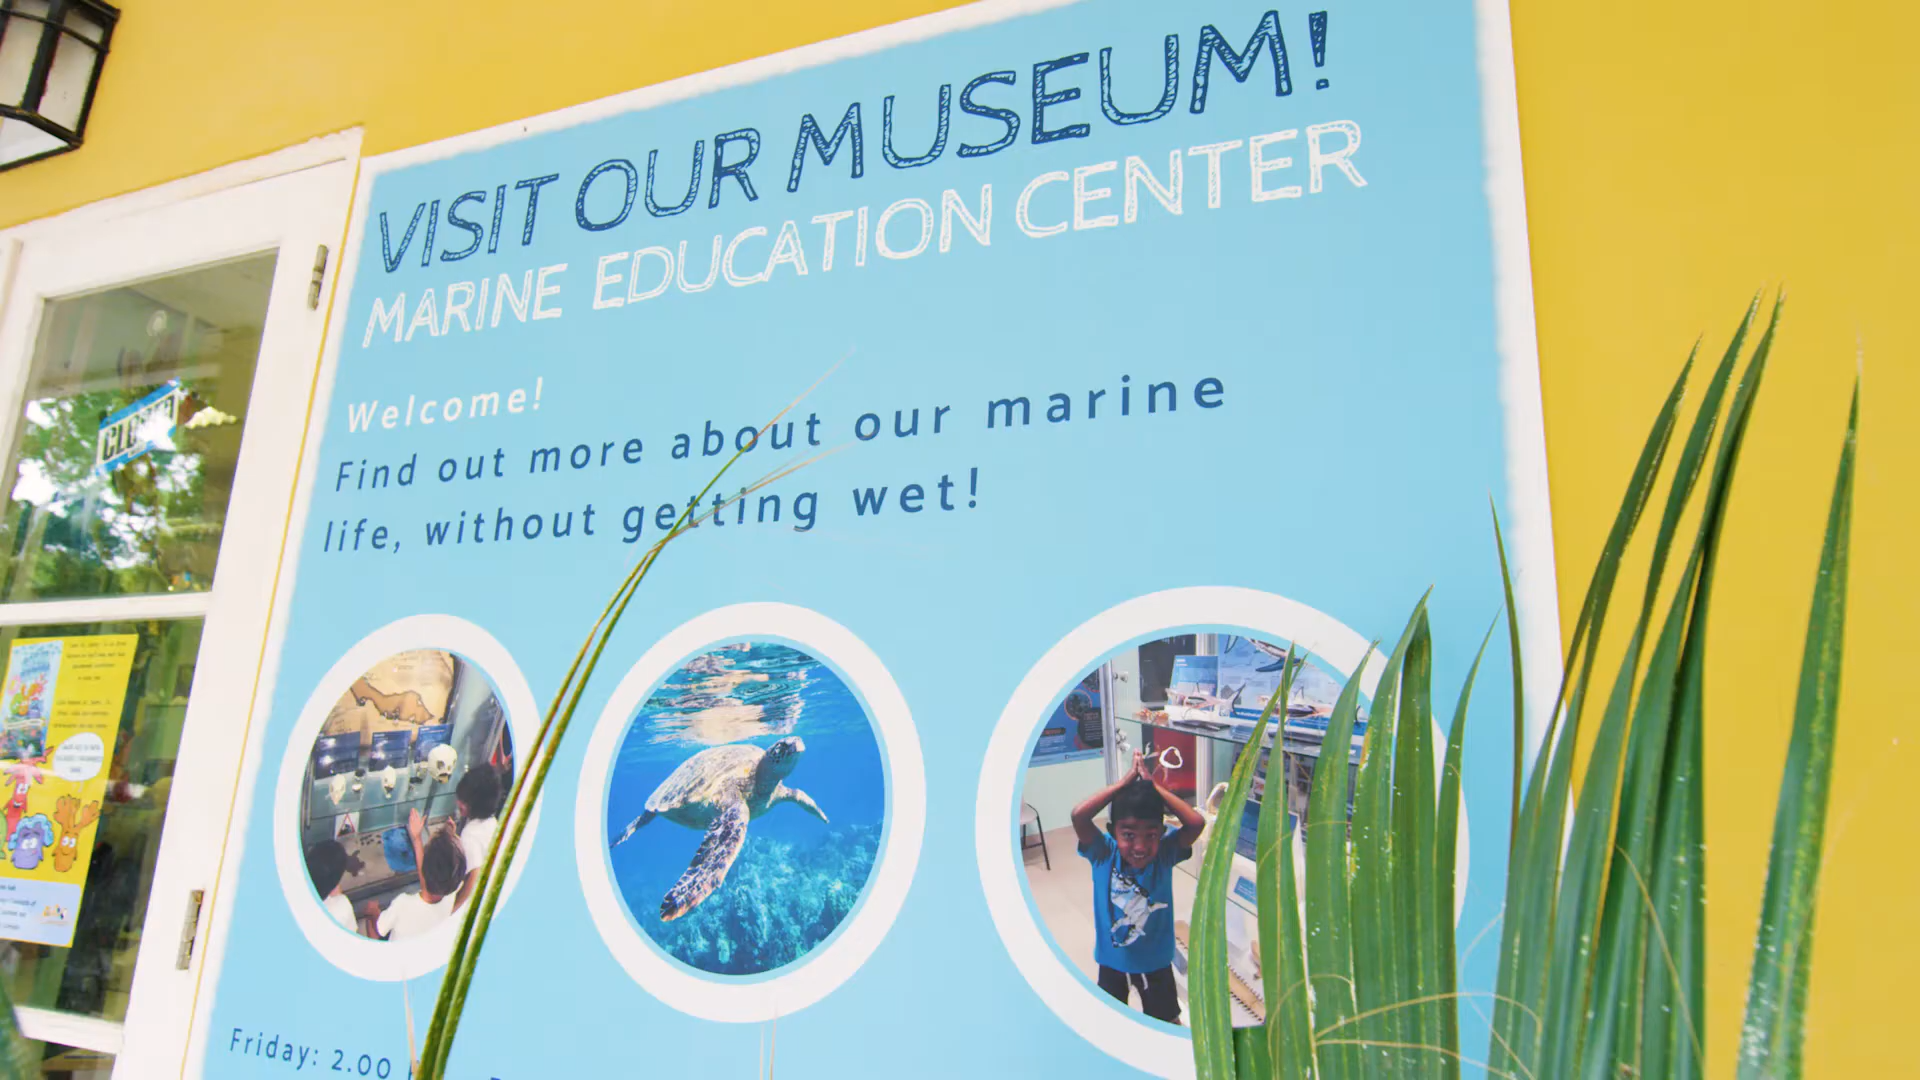 VISIT OUR MUSEUM!
MARINE EDUCATION CENTER
Welcome!
Find out more about our marine
life, without getting wet!
Friday: 2.00
CLOSED